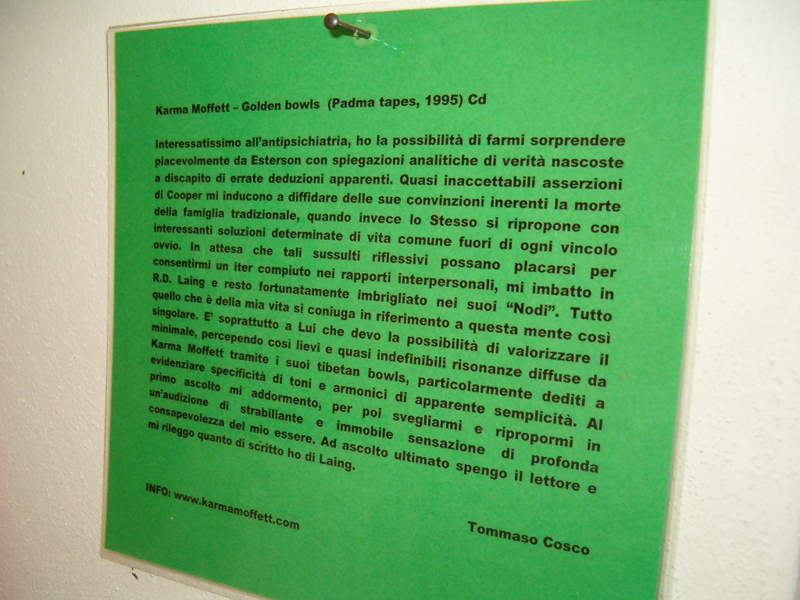 Karma Moffett – Golden bowls (Padma tapes, 1995) Cd
Interessatissimo all'antipsichiatria, ho la possibilità di farmi sorprendere
piacevolmente da Esterson con spiegazioni analitiche di verità nascoste
a discapito di errate deduzioni apparenti. Quasi inaccettabili asserzioni
di Cooper mi inducono a diffidare delle sue convinzioni inerenti la morte
della famiglia tradizionale, quando invece lo Stesso si ripropone con
interessanti soluzioni determinate di vita comune fuori di ogni vincolo
ovvio. In attesa che tali sussulti riflessivi possano placarsi per
consentirmi un iter compiuto nei rapporti interpersonali, mi imbatto in
R.D. Laing e resto fortunatamente imbrigliato nei suoi “Nodi”. Tutto
quello che è della mia vita si coniuga in riferimento a questa mente così
singolare. E' soprattutto a Lui che devo la possibilità di valorizzare il
minimale, percependo così lievi e quasi indefinibili risonanze diffuse da
Karma Moffett tramite i suoi tibetan bowls, particolarmente dediti a
evidenziare specificità di toni e armonici di apparente semplicità. Al
primo ascolto mi addormento, per poi svegliarmi e ripropormi in
un'audizione di strabiliante e immobile sensazione di profonda
consapevolezza del mio essere. Ad ascolto ultimato spengo il lettore e
mi rileggo quanto di scritto ho di Laing.
INFO: www.karmamoffett.com
Tommaso Cosco